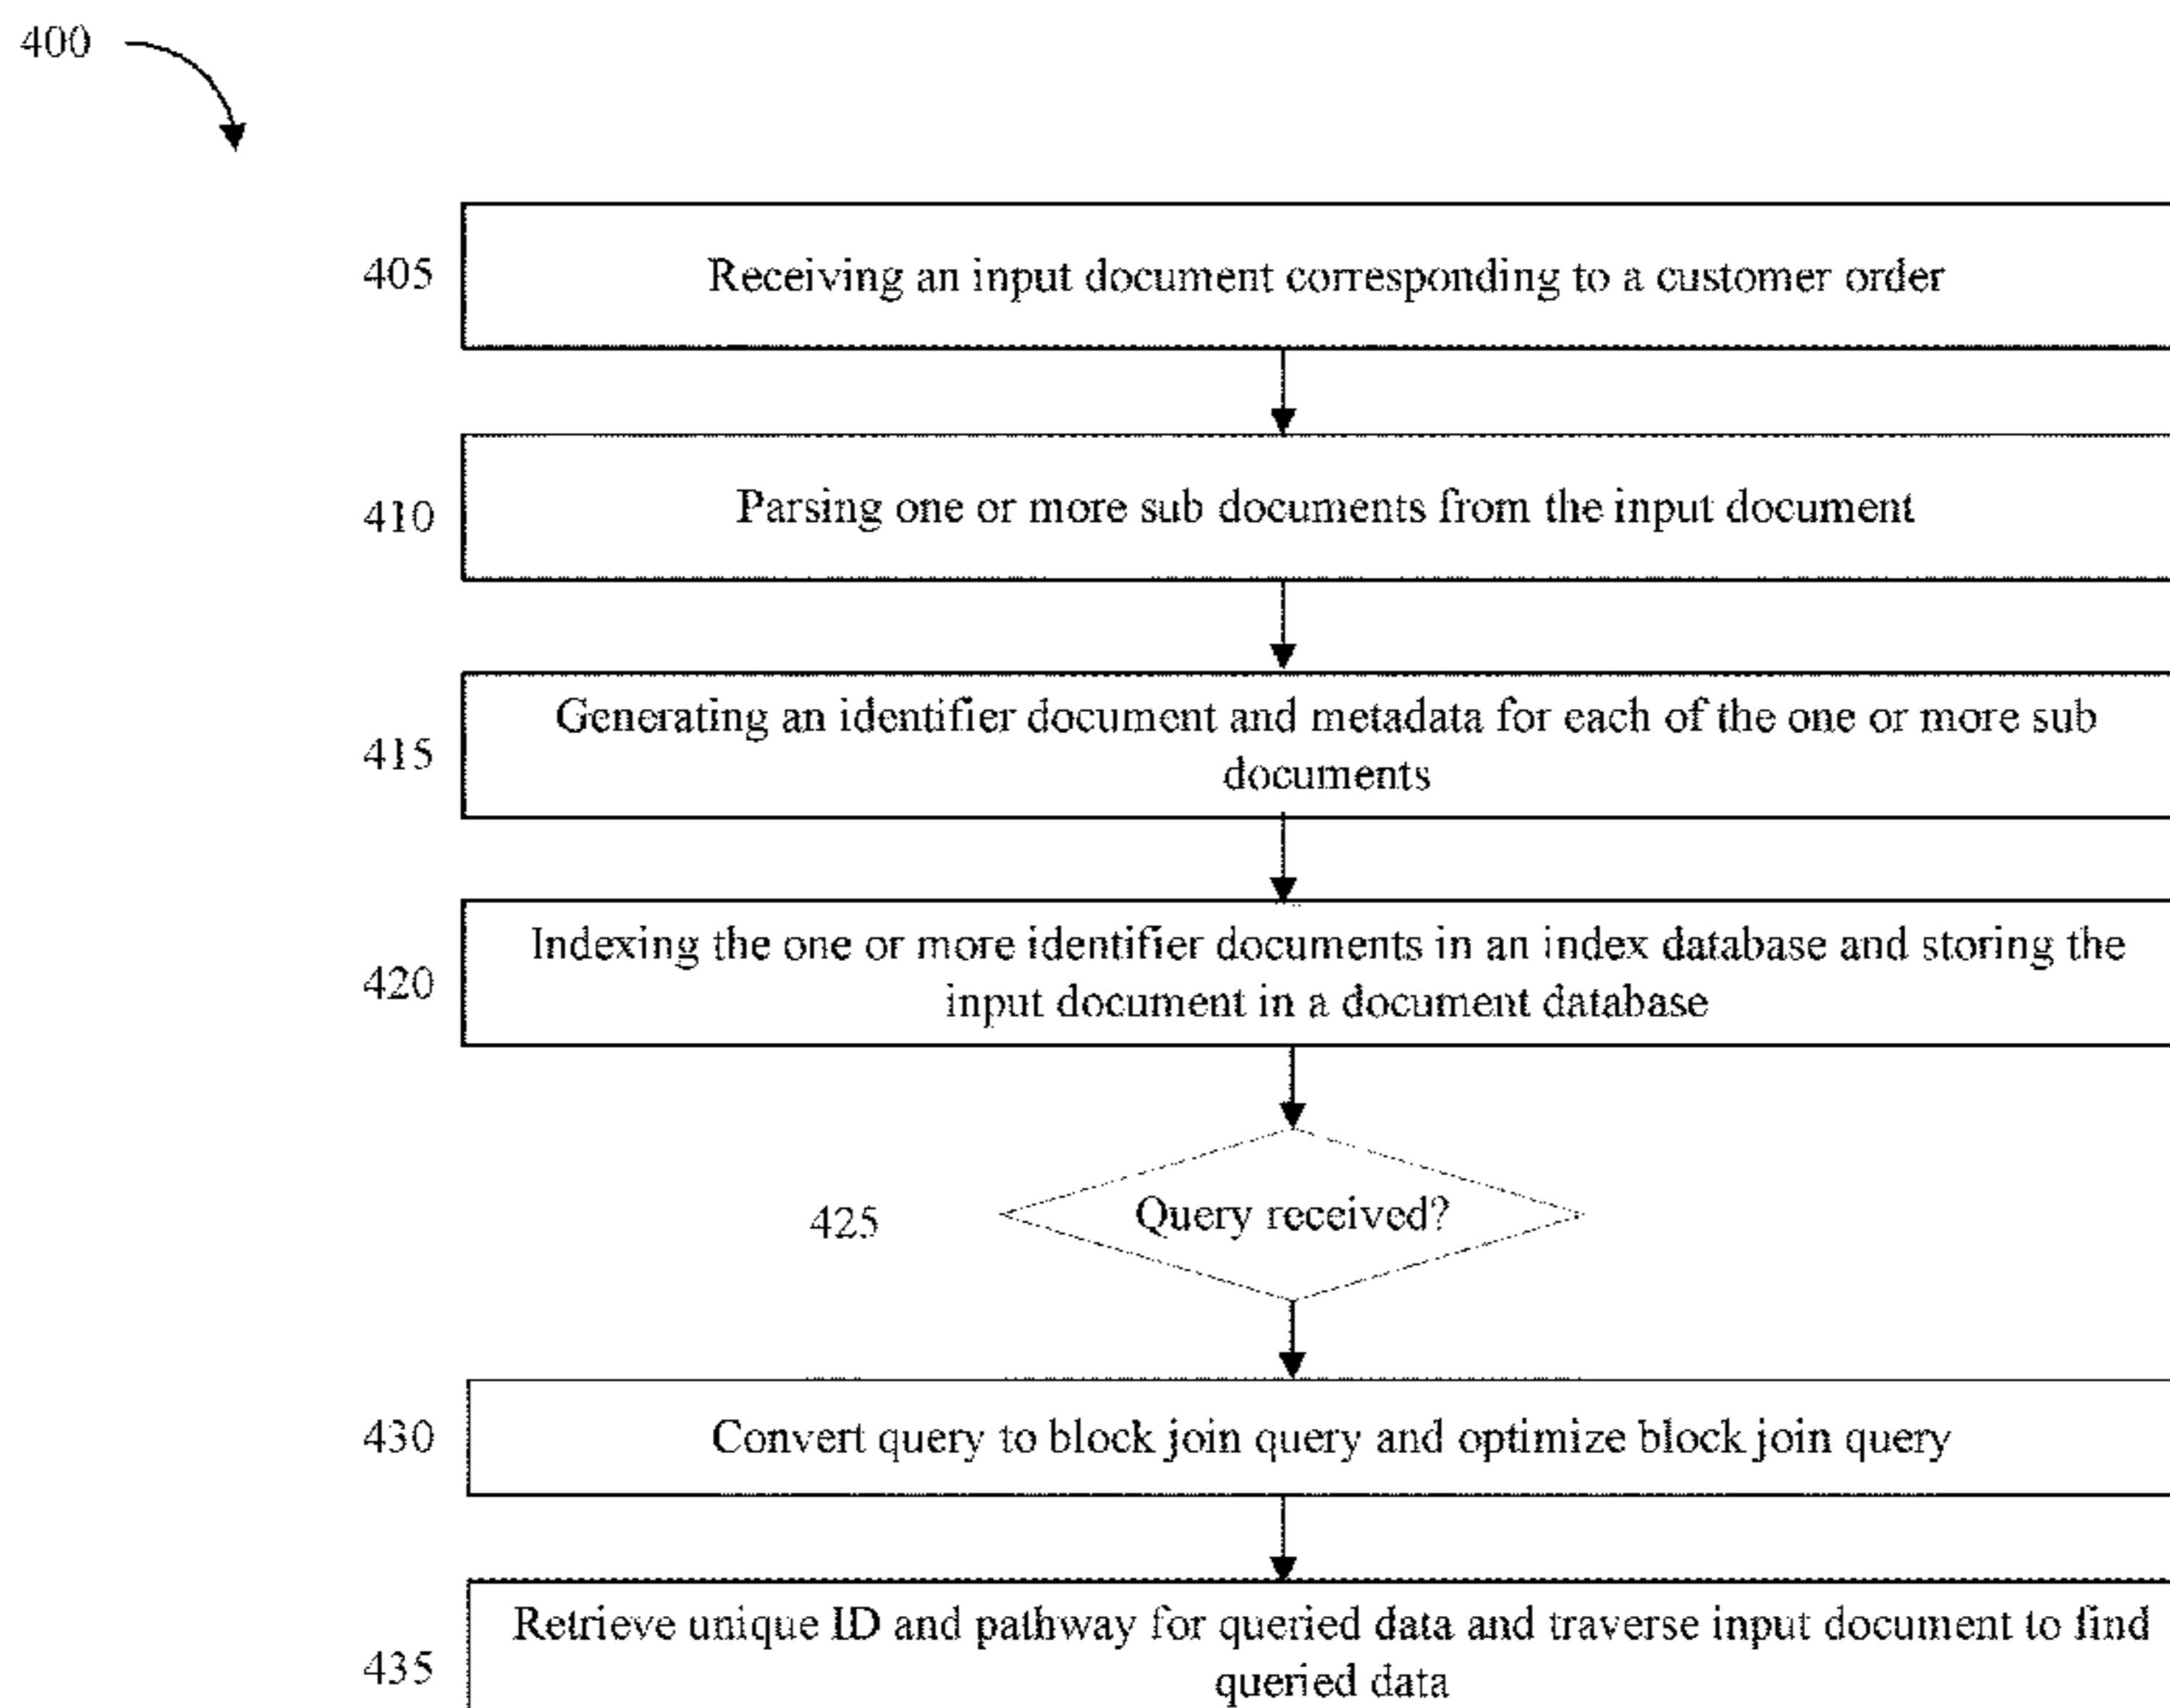 400
405
Receiving an input document corresponding to a customer order
410
Parsing one or more sub documents from the input document
415
Generating an identifier document and metadata for each of the one or more sub
documents
420
Indexing the one or more identifier documents in an index database and storing the
input document in a document database
425
Query received?
430
Convert query to block join query and optimize block join query
435
Retrieve unique ID and pathway for queried data and traverse input document to find
queried data